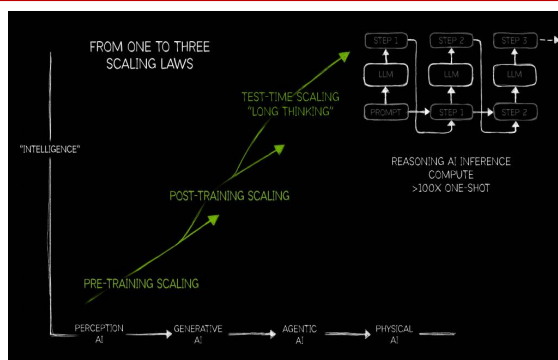 FROM ONE TO THREE
SCALING LAWS
"INTELLIGENCE"
TEST-TIME SCALING
"LONG THINKING"
POST-TRAINING SCALING
PRE-TRAINING SCALING
STEP 1 STEP 2 STEP 3
LLM LLM LLM
PROMPT STEP 1 STEP 2
REASONING AI INFERENCE
COMPUTE
>100X ONE-SHOT
PERCEPTION
AI
GENERATIVE
AI
AGENTIC
AI
PHYSICAL
AI